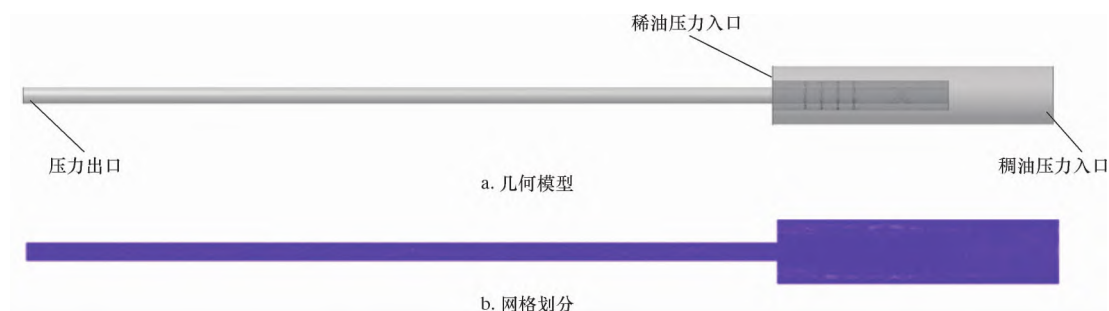 稀油压力入口
压力出口
稠油压力入口
a. 几何模型
b. 网格划分